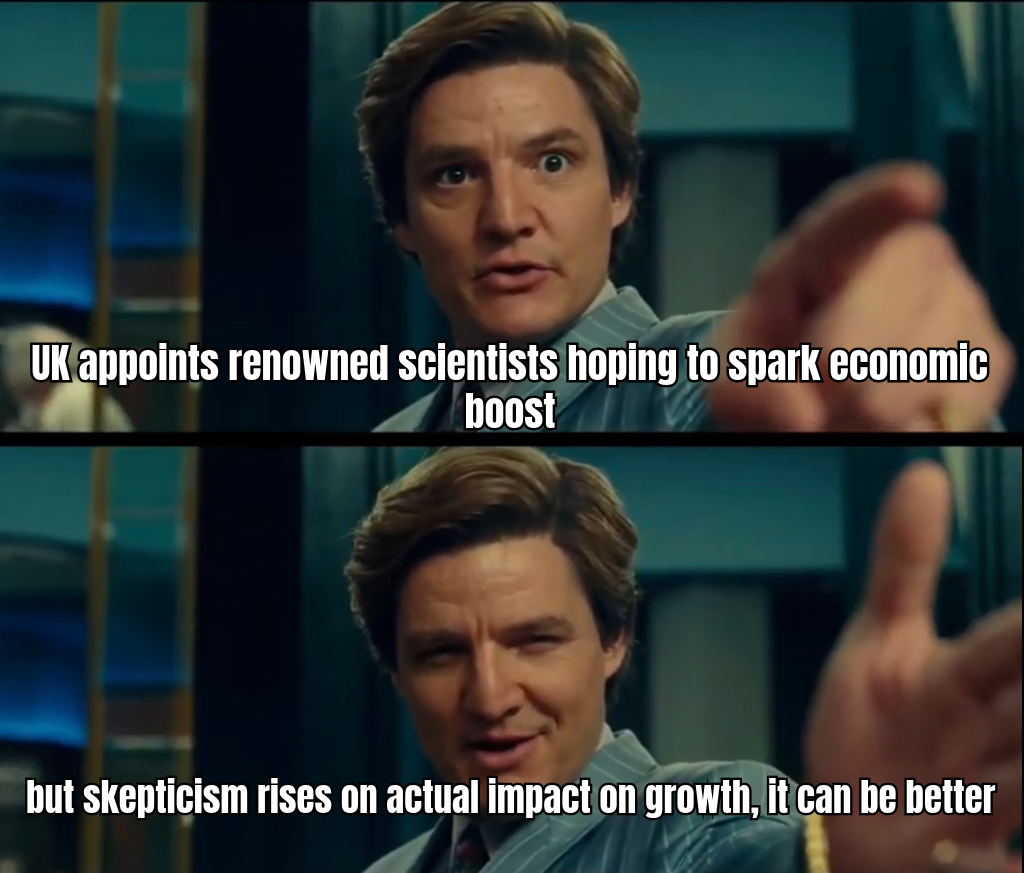 UK appoints renowned scientists hoping to spark economic
boost
but skepticism rises on actual impact on growth, it can be better